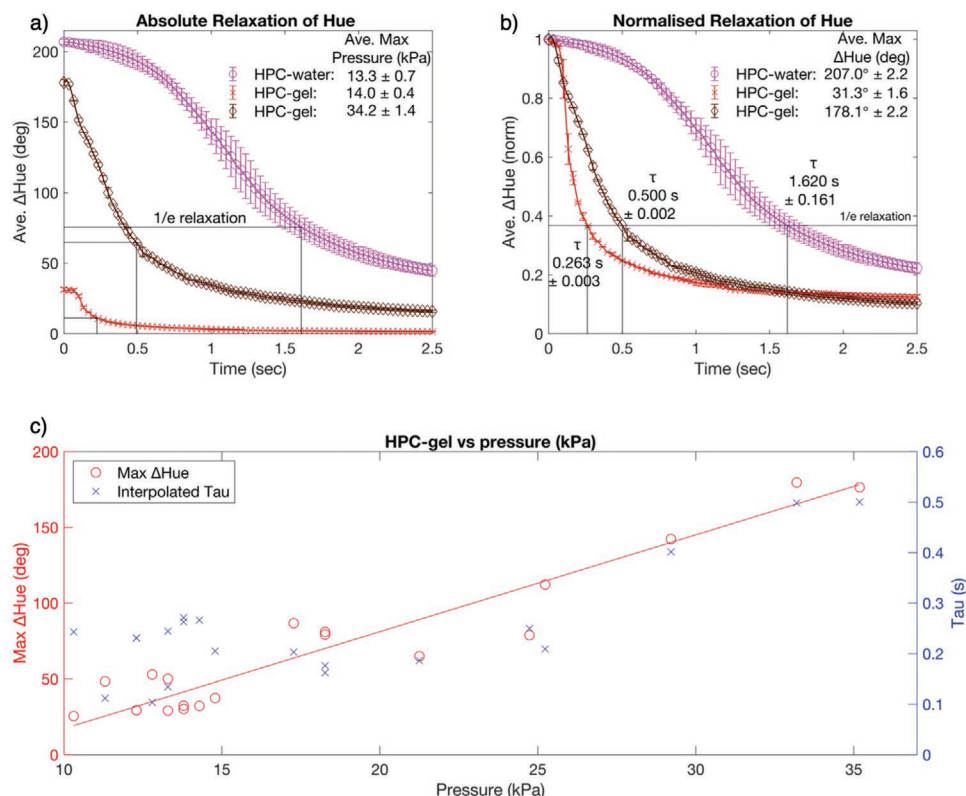 a)
Absolute Relaxation of Hue
Ave. Max
Pressure (kPa)
HPC-water: 13.3 ± 0.7
HPC-gel: 14.0 ± 0.4
HPC-gel: 34.2 ± 1.4
1/e relaxation
Ave. ΔHue (deg)
200
150
100
50
0
0 0.5 1 1.5 2 2.5
Time (sec)
b)
Normalised Relaxation of Hue
Ave. Max
ΔHue (deg)
HPC-water: 207.0° ± 2.2
HPC-gel: 31.3° ± 1.6
HPC-gel: 178.1° ± 2.2
τ
1.620 s
± 0.161
τ
0.500 s
± 0.002
1/e relaxation
τ
0.263 s
± 0.003
Ave. ΔHue (norm)
1
0.8
0.6
0.4
0.2
0
0 0.5 1 1.5 2 2.5
Time (sec)
c)
HPC-gel vs pressure (kPa)
Max ΔHue
Interpolated Tau
Max ΔHue (deg)
200
150
100
50
0
0.6
0.5
0.4
0.3
0.2
0.1
0
Tau (s)
10 15 20 25 30 35
Pressure (kPa)